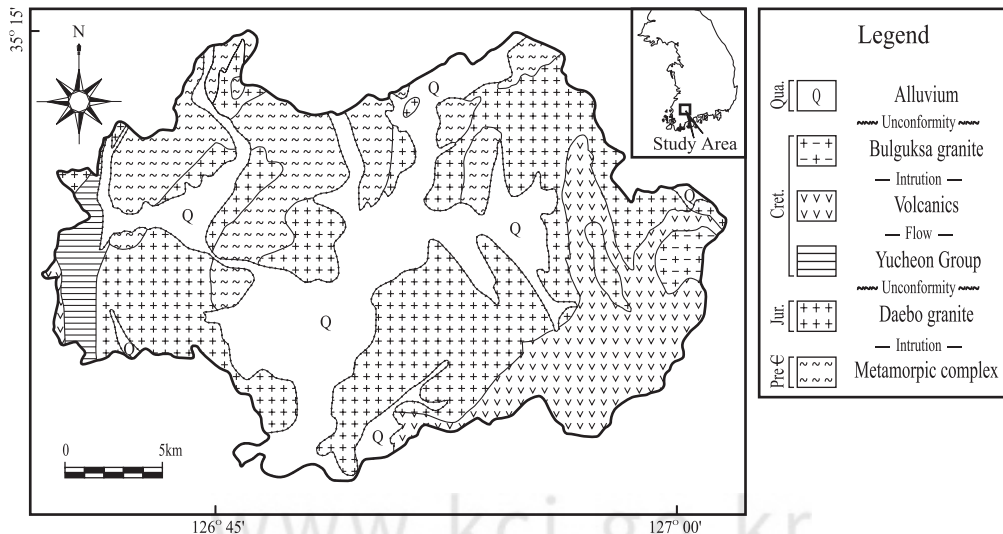 35° 15'
N
Q
Q
Q
Q
Q
Q
Q
Study Area
0 5km
126° 45' 127° 00'
Legend
Qua.
Q Alluvium
Unconformity
Cret.
Bulguksa granite
— Intrution —
Volcanics
— Flow —
Yucheon Group
Unconformity
Jur.
Daebo granite
— Intrution —
Pre Є
Metamorpic complex
www.kci.go.kr